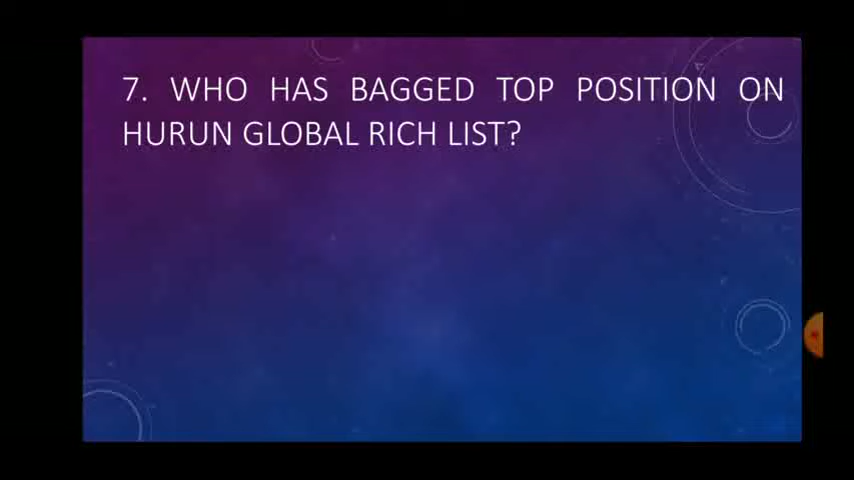 7. WHO HAS BAGGED TOP POSITION ON
HURUN GLOBAL RICH LIST?